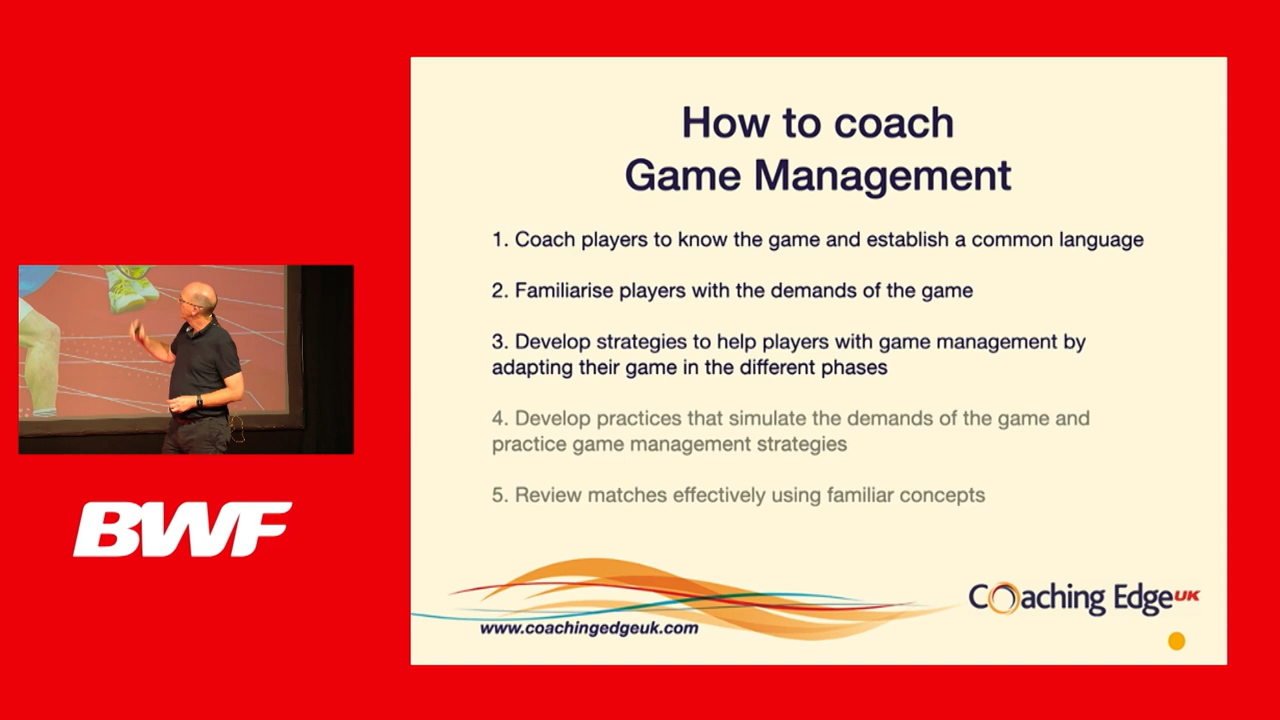 How to coach
Game Management
1. Coach players to know the game and establish a common language
2. Familiarise players with the demands of the game
3. Develop strategies to help players with game management by
adapting their game in the different phases
4. Develop practices that simulate the demands of the game and
practice game management strategies
5. Review matches effectively using familiar concepts
BWF
www.coachingedgeuk.com
Coaching Edge UK